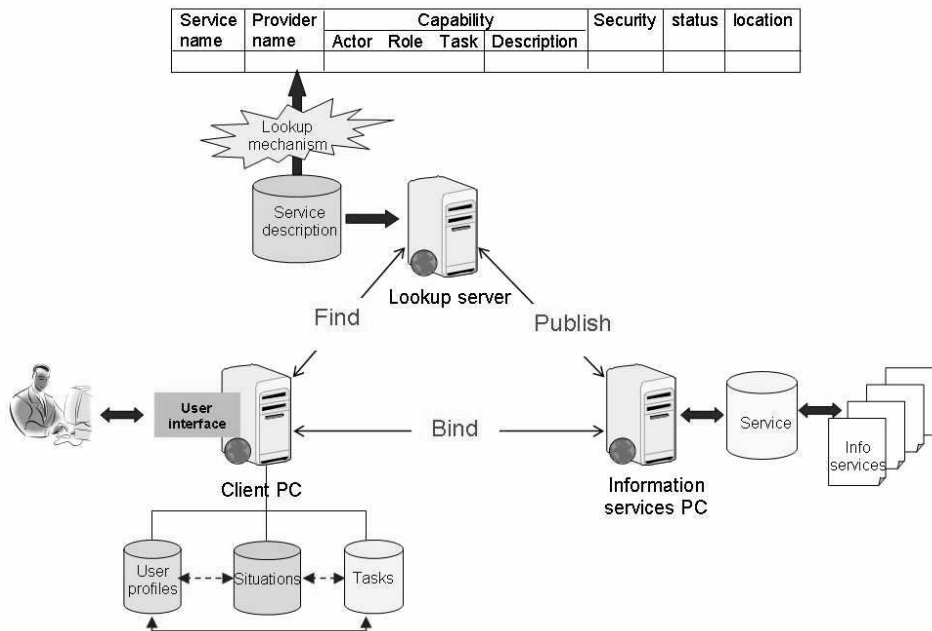 Service name
Provider name
Capability
Actor Role Task Description
Security
status
location
Lookup
mechanism
Service
description
Lookup server
Find
Publish
User
interface
Client PC
Bind
Information
services PC
Service
Info
services
User
profiles
Situations
Tasks